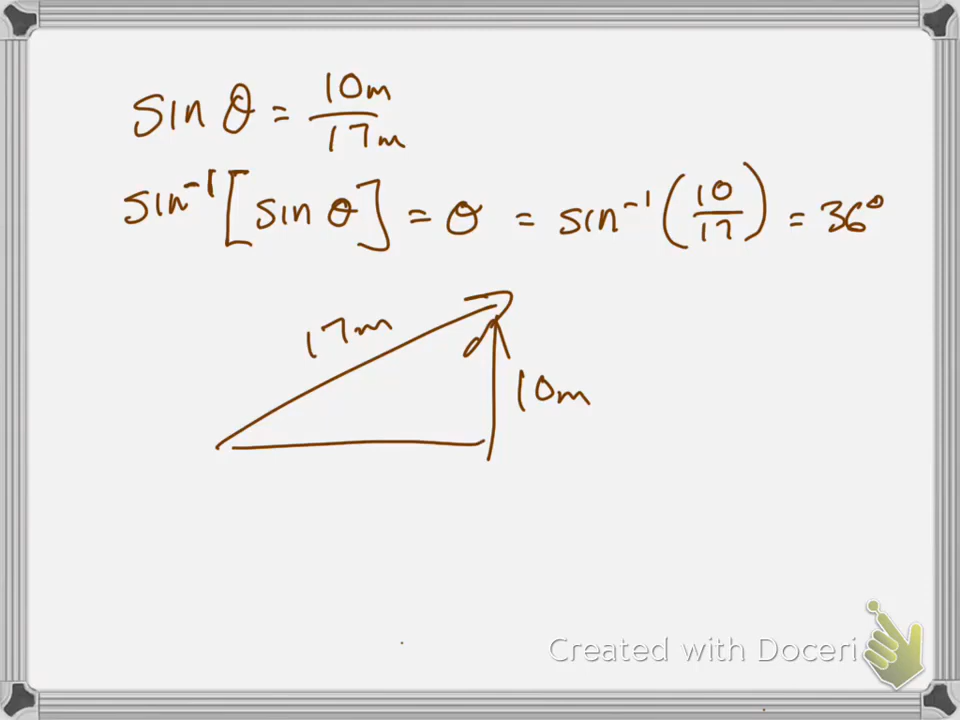 sin θ = 10m/17m
sin⁻¹[sin θ] = θ = sin⁻¹(10/17) = 36°
17m
10m
Created with Doceri